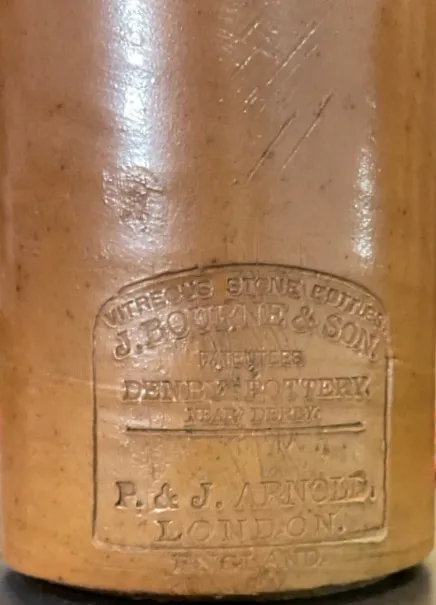 VITREOUS STONE BOTTLES,
J. BOURNE & SON,
PATENTEES
DENBY POTTERY
NEAR DERBY.
P. & J. ARNOLD,
LONDON.
ENGLAND